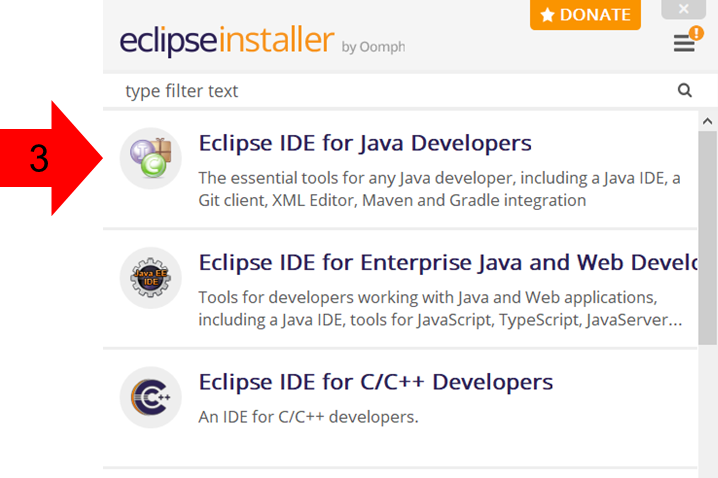 DONATE
eclipseinstaller by Oomph
!
type filter text
3
Eclipse IDE for Java Developers
The essential tools for any Java developer, including a Java IDE, a
Git client, XML Editor, Maven and Gradle integration
Java EE
IDE
Eclipse IDE for Enterprise Java and Web Develo
Tools for developers working with Java and Web applications,
including a Java IDE, tools for JavaScript, TypeScript, JavaServer...
C++
Eclipse IDE for C/C++ Developers
An IDE for C/C++ developers.